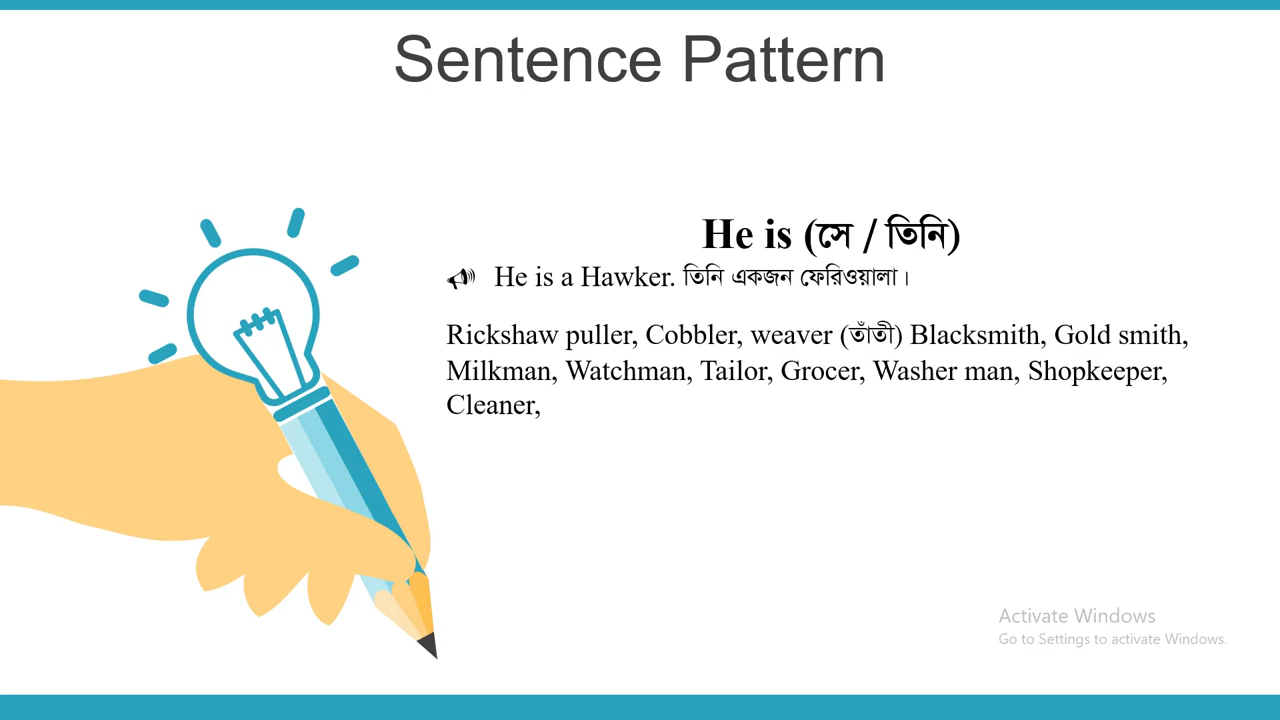 Sentence Pattern
He is (সে / তিনি)
He is a Hawker. তিনি একজন ফেরিওয়ালা।
Rickshaw puller, Cobbler, weaver (তাঁতী) Blacksmith, Gold smith,
Milkman, Watchman, Tailor, Grocer, Washer man, Shopkeeper,
Cleaner,
Activate Windows
Go to Settings to activate Windows.